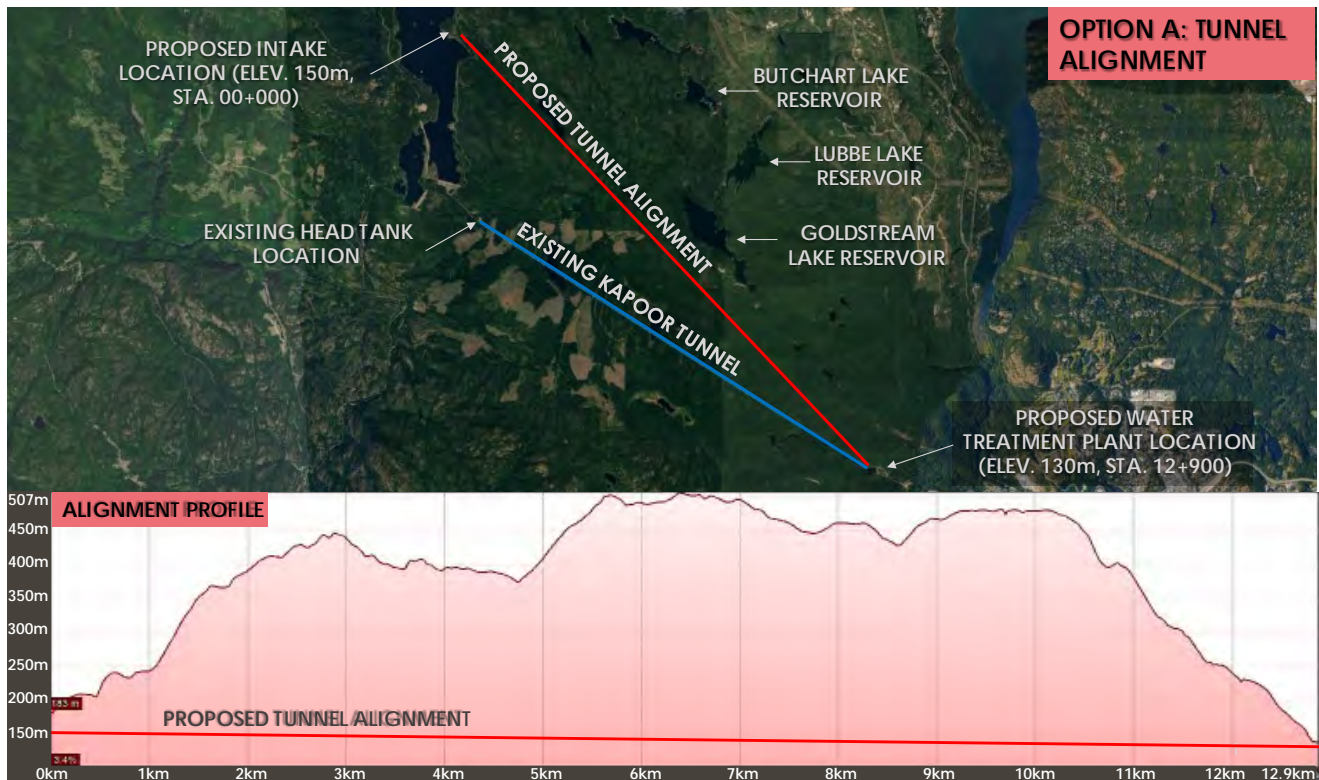 OPTION A: TUNNEL
ALIGNMENT
PROPOSED INTAKE
LOCATION (ELEV. 150m,
STA. 00+000)
PROPOSED TUNNEL ALIGNMENT
BUTCHART LAKE
RESERVOIR
LUBBE LAKE
RESERVOIR
EXISTING HEAD TANK
LOCATION
GOLDSTREAM
LAKE RESERVOIR
EXISTING KAPOOR TUNNEL
PROPOSED WATER
TREATMENT PLANT LOCATION
(ELEV. 130m, STA. 12+900)
ALIGNMENT PROFILE
507m
450m
400m
350m
300m
250m
200m
183 m
PROPOSED TUNNEL ALIGNMENT
150m
3.4%
0km 1km 2km 3km 4km 5km 6km 7km 8km 9km 10km 11km 12km 12.9km